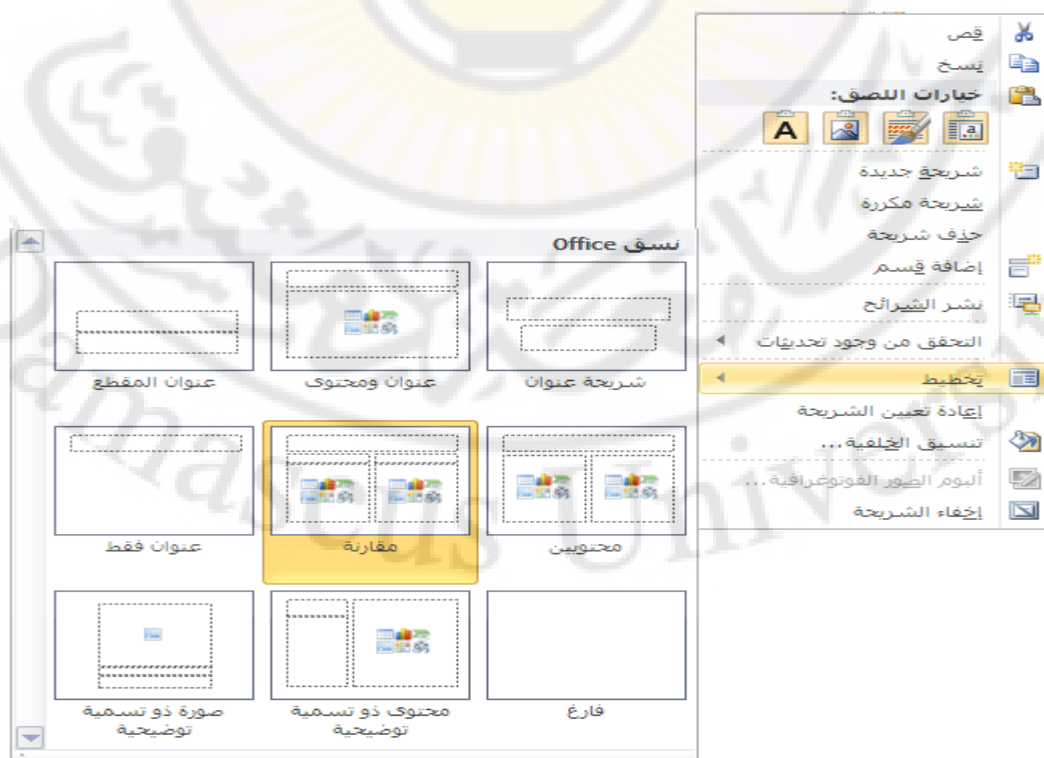 قص
نسخ
خيارات اللصق:
A
a
شريحة جديدة
شريحة مكررة
حذف شريحة
إضافة قسم
نشر الشرائح
التحقق من وجود تحديثات
تخطيط
إعادة تعيين الشريحة
تنسيق الخلفية...
ألبوم الصور الفوتوغرافية...
إخفاء الشريحة
نسق Office
شريحة عنوان
عنوان ومحتوى
عنوان المقطع
محتويين
مقارنة
عنوان فقط
فارغ
محتوى ذو تسمية
توضيحية
صورة ذو تسمية
توضيحية
Damascus Univers